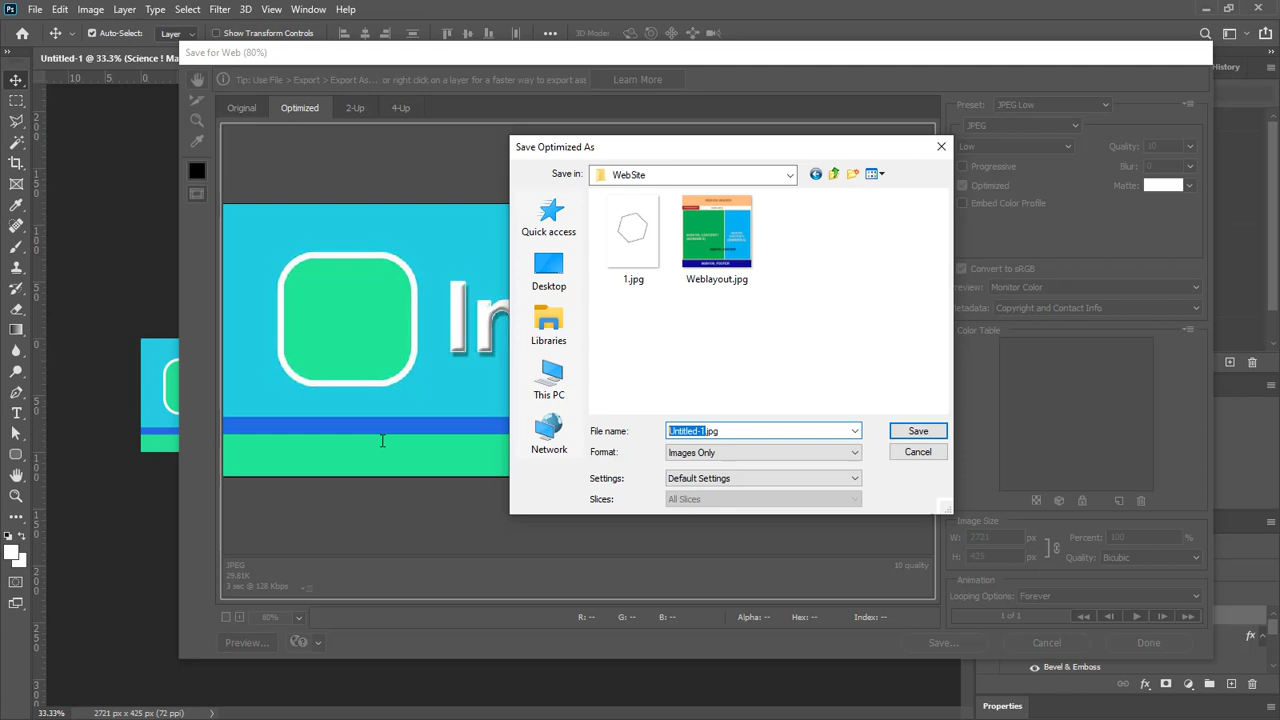 Ps File Edit Image Layer Type Select Filter 3D View Window Help
Auto-Select: Layer Show Transform Controls 3D Mode:
Untitled-1 @ 33.3% (Science ! Ma
Save for Web (80%)
History
Tip: Use File > Export > Export As... or right click on a layer for a faster way to export ass
Learn More
Original Optimized 2-Up 4-Up
Preset: JPEG Low
JPEG
Low Quality: 10
Progressive Blur: 0
Optimized Matte:
Embed Color Profile
Convert to sRGB
Preview: Monitor Color
Metadata: Copyright and Contact Info
Color Table
Save Optimized As
Save in: WebSite
Quick access
Desktop
Libraries
This PC
Network
1.jpg Weblayout.jpg
File name: Untitled-1.jpg
Save
Format: Images Only
Cancel
Settings: Default Settings
Slices: All Slices
In
Image Size
W: 2721 px Percent: 100 %
H: 425 px Quality: Bicubic
JPEG
29.81K
3 sec @ 128 Kbps
10 quality
Animation
Looping Options: Forever
1 of 1
80% R: -- G: -- B: -- Alpha: -- Hex: -- Index: --
Preview... Save... Cancel Done
fx
Bevel & Emboss
fx
Properties
33.33% 2721 px x 425 px (72 ppi)